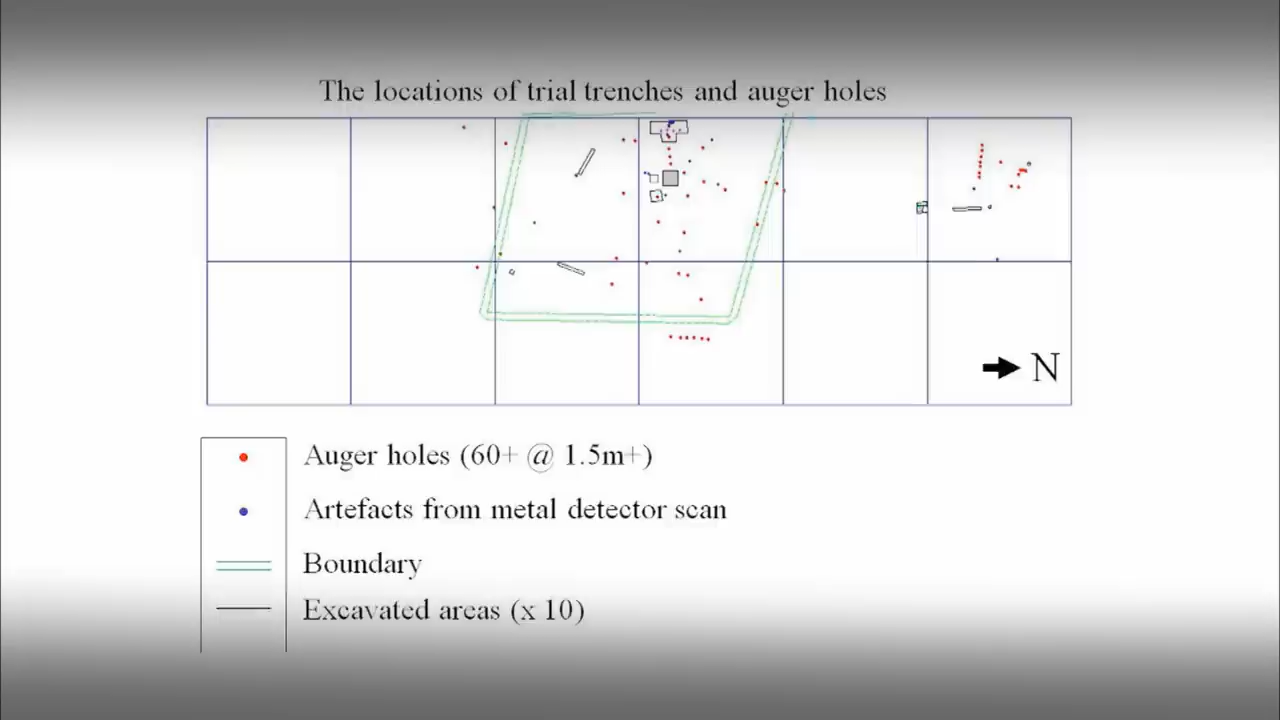 The locations of trial trenches and auger holes
N
Auger holes (60+ @ 1.5m+)
Artefacts from metal detector scan
Boundary
Excavated areas (x 10)